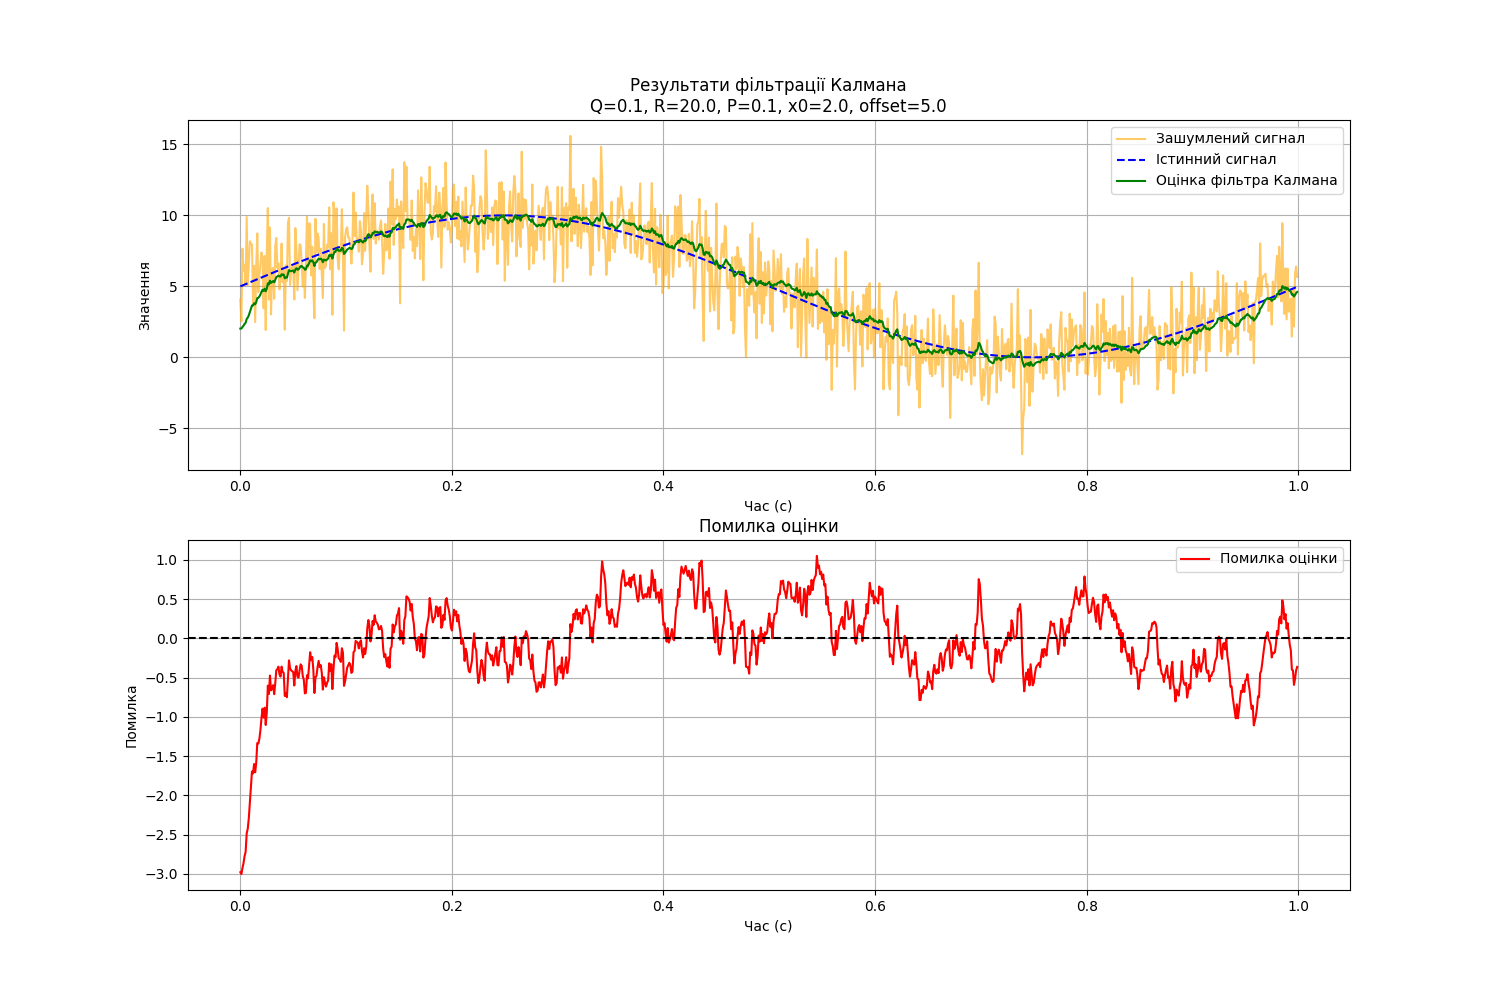 Результати фільтрації Калмана
Q=0.1, R=20.0, P=0.1, x0=2.0, offset=5.0
Значення
15
10
5
0
−5
Зашумлений сигнал
Істинний сигнал
Оцінка фільтра Калмана
0.0 0.2 0.4 0.6 0.8 1.0
Час (с)
Помилка оцінки
Помилка
1.0
0.5
0.0
−0.5
−1.0
−1.5
−2.0
−2.5
−3.0
Помилка оцінки
0.0 0.2 0.4 0.6 0.8 1.0
Час (с)